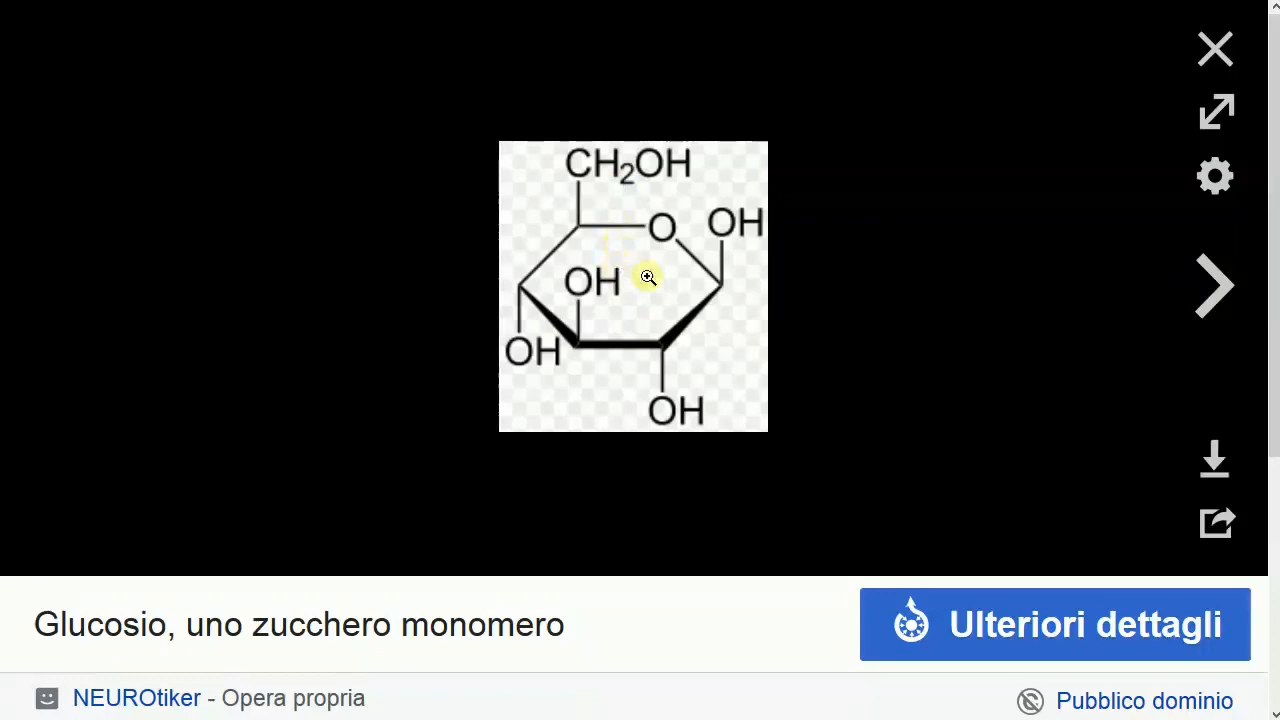 CH₂OH
O
OH
OH
OH
OH
Glucosio, uno zucchero monomero
Ulteriori dettagli
NEUROtiker - Opera propria
Pubblico dominio